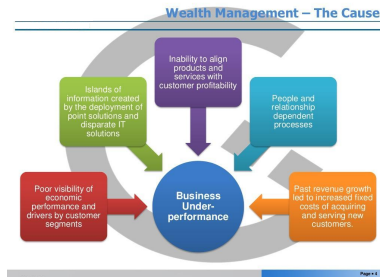 Wealth Management – The Cause
Inability to align
products and
services with
customer profitability
Islands of
information created
by the deployment of
point solutions and
disparate IT
solutions
People and
relationship
dependent
processes
Poor visibility of
economic
performance and
drivers by customer
segments
Business
Under-
performance
Past revenue growth
led to increased fixed
costs of acquiring
and serving new
customers.